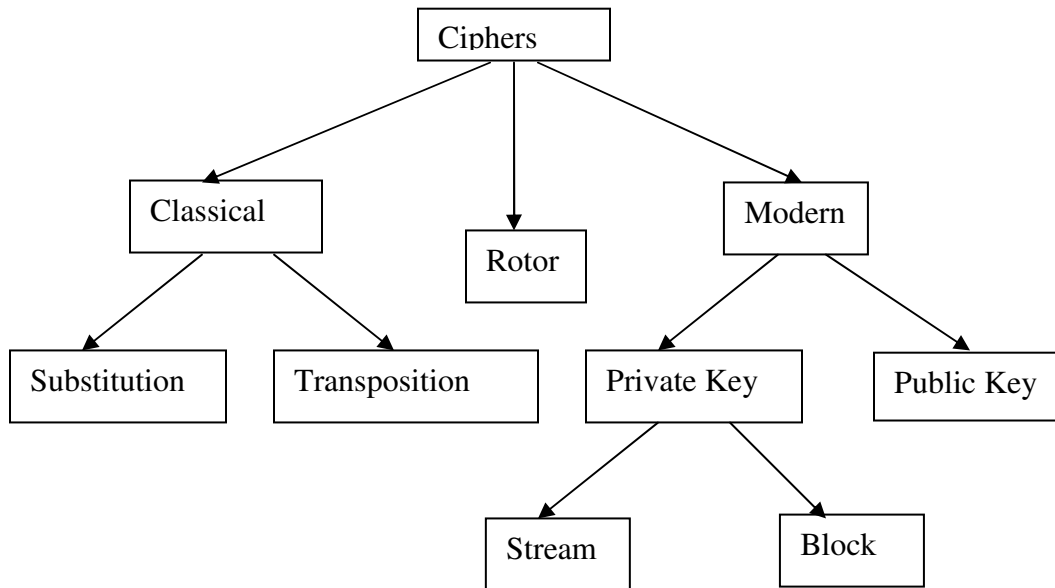 Ciphers
Classical
Modern
Rotor
Substitution
Transposition
Private Key
Public Key
Stream
Block